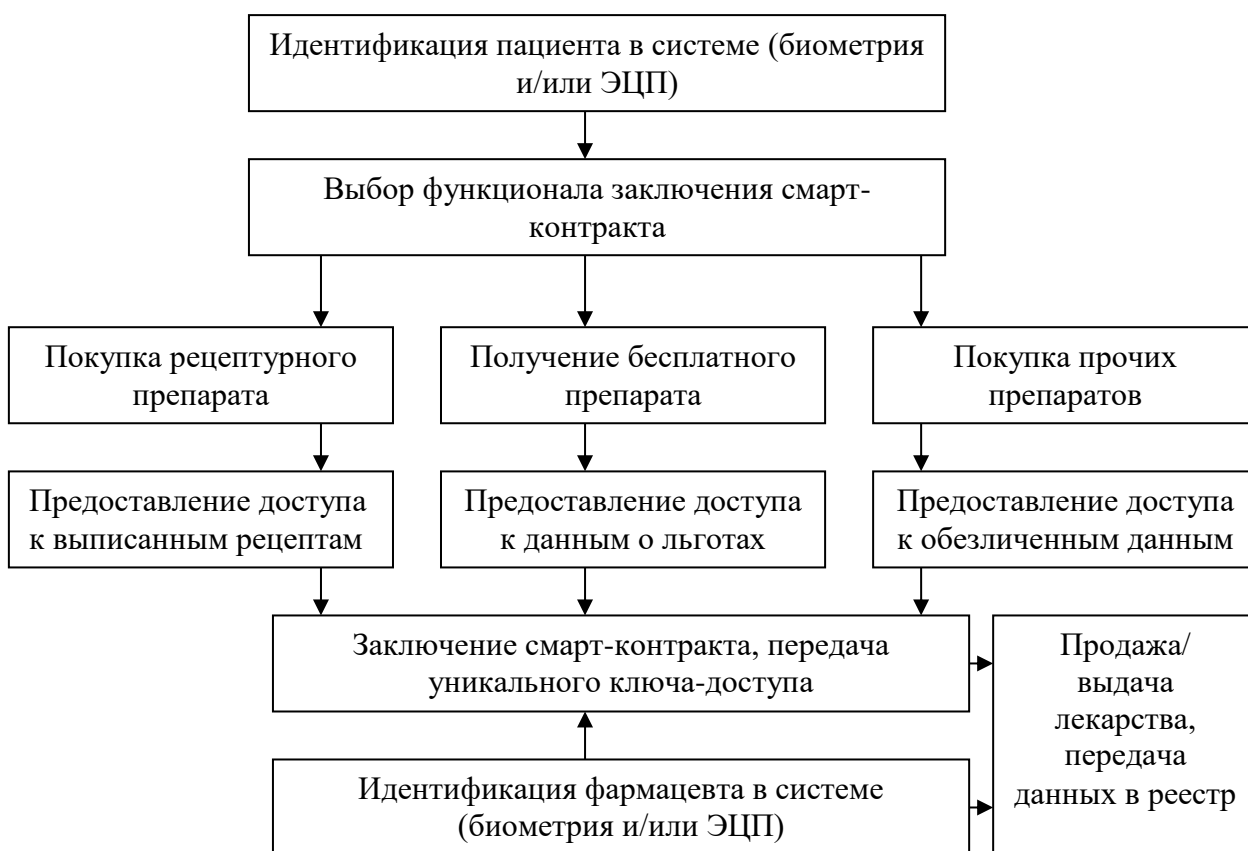 Идентификация пациента в системе (биометрия
и/или ЭЦП)
Выбор функционала заключения смарт-
контракта
Покупка рецептурного
препарата
Получение бесплатного
препарата
Покупка прочих
препаратов
Предоставление доступа
к выписанным рецептам
Предоставление доступа
к данным о льготах
Предоставление доступа
к обезличенным данным
Заключение смарт-контракта, передача
уникального ключа-доступа
Продажа/
выдача
лекарства,
передача
данных в реестр
Идентификация фармацевта в системе
(биометрия и/или ЭЦП)